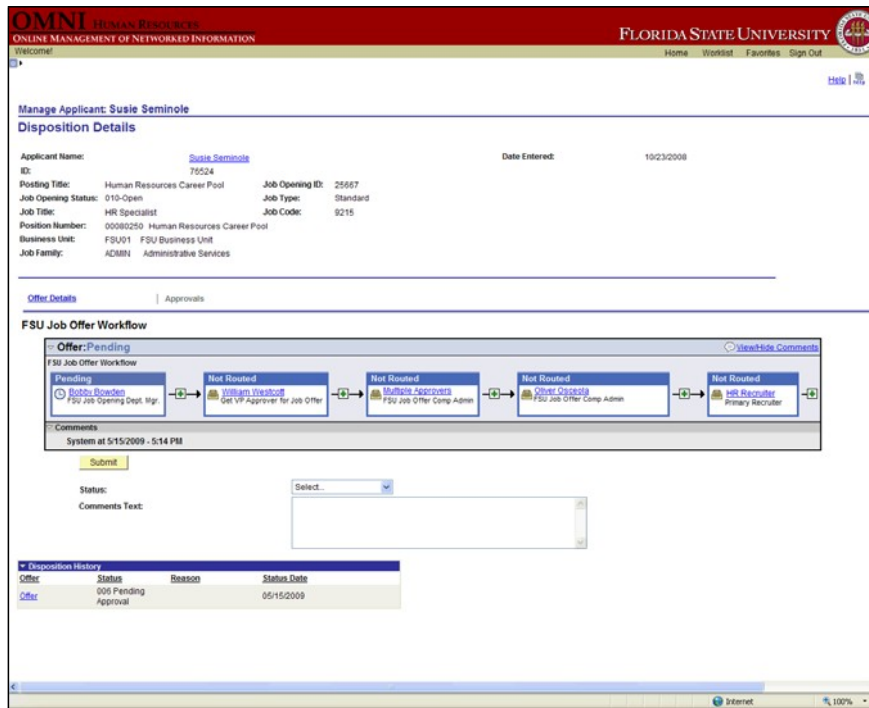 OMNI HUMAN RESOURCES
ONLINE MANAGEMENT OF NETWORKED INFORMATION
FLORIDA STATE UNIVERSITY
Welcome! Home Worklist Favorites Sign Out
Help
Manage Applicant: Susie Seminole
Disposition Details
Applicant Name: Susie Seminole Date Entered: 10/23/2008
ID: 76524
Posting Title: Human Resources Career Pool Job Opening ID: 25667
Job Opening Status: 010-Open Job Type: Standard
Job Title: HR Specialist Job Code: 9215
Position Number: 00080250 Human Resources Career Pool
Business Unit: FSU01 FSU Business Unit
Job Family: ADMIN Administrative Services
Offer Details | Approvals
FSU Job Offer Workflow
Offer:Pending View/Hide Comments
FSU Job Offer Workflow
Pending Not Routed Not Routed Not Routed Not Routed
Bobby Bowden William Westcott Multiple Approvers Oliver Osceola HR Recruiter
FSU Job Opening Dept. Mgr. Get VP Approver for Job Offer FSU Job Offer Comp Admin FSU Job Offer Comp Admin Primary Recruiter
Comments
System at 5/15/2009 - 5:14 PM
Submit
Status: Select...
Comments Text:
Disposition History
Offer Status Reason Status Date
Offer 006 Pending Approval 05/15/2009
Internet 100%